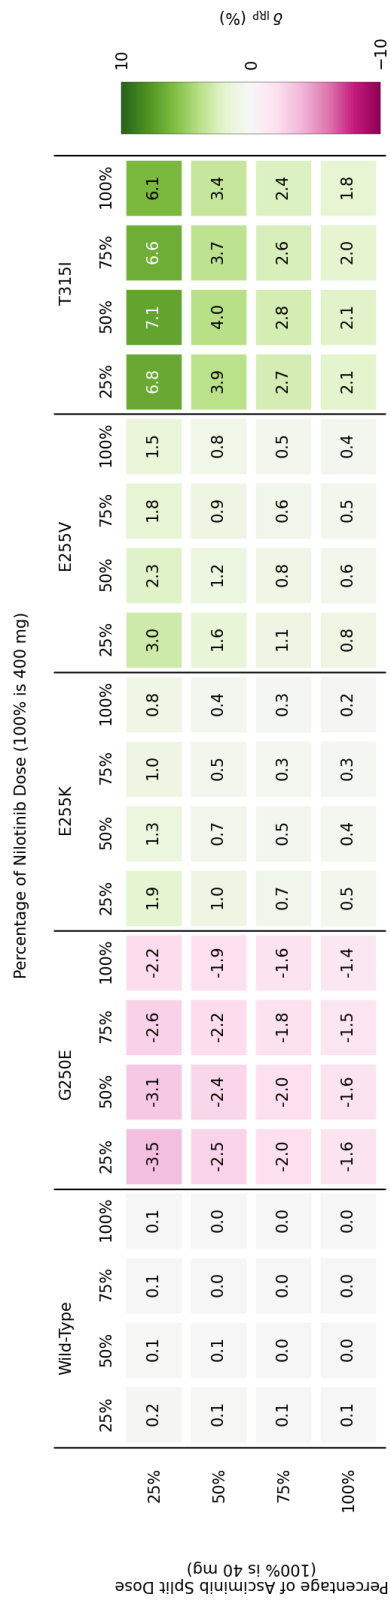 Percentage of Nilotinib Dose (100% is 400 mg)
Wild-Type G250E E255K E255V T315I
25% 50% 75% 100% 25% 50% 75% 100% 25% 50% 75% 100% 25% 50% 75% 100% 25% 50% 75% 100%
25% 0.2 0.1 0.1 0.1 -3.5 -3.1 -2.6 -2.2 1.9 1.3 1.0 0.8 3.0 2.3 1.8 1.5 6.8 7.1 6.6 6.1
50% 0.1 0.1 0.0 0.0 -2.5 -2.4 -2.2 -1.9 1.0 0.7 0.5 0.4 1.6 1.2 0.9 0.8 3.9 4.0 3.7 3.4
75% 0.1 0.0 0.0 0.0 -2.0 -2.0 -1.8 -1.6 0.7 0.5 0.3 0.3 1.1 0.8 0.6 0.5 2.7 2.8 2.6 2.4
100% 0.1 0.0 0.0 0.0 -1.6 -1.6 -1.5 -1.4 0.5 0.4 0.3 0.2 0.8 0.6 0.5 0.4 2.1 2.1 2.0 1.8
Percentage of Asciminib Split Dose
(100% is 40 mg)
10
0
−10
δ IRP (%)